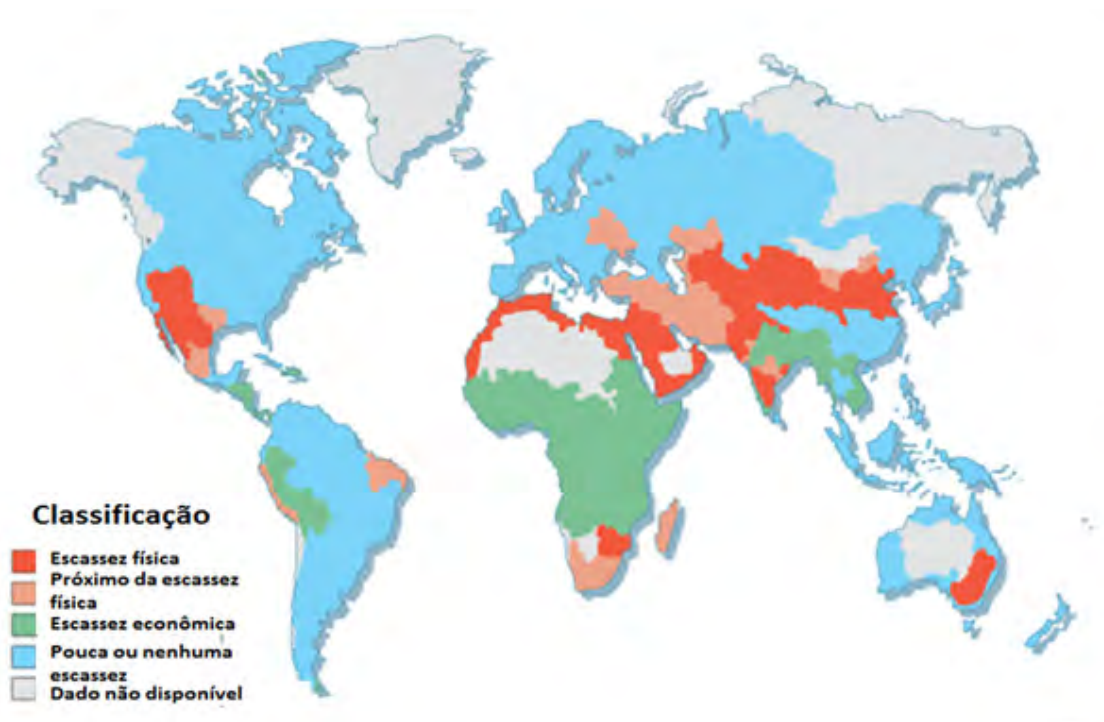 Classificação
Escassez física
Próximo da escassez
física
Escassez econômica
Pouca ou nenhuma
escassez
Dado não disponível